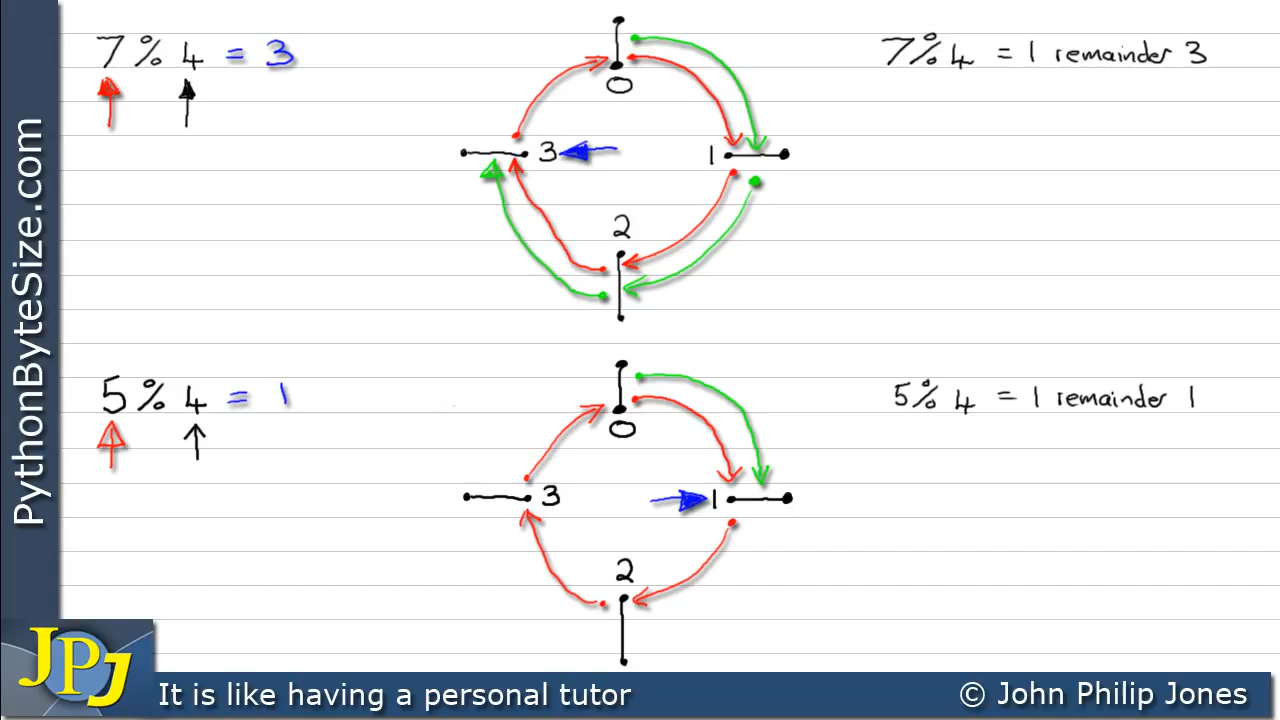 7 % 4 = 3
0
3
1
2
7 % 4 = 1 remainder 3
5 % 4 = 1
0
3
1
2
5 % 4 = 1 remainder 1
PythonByteSize.com
JPJ
It is like having a personal tutor
© John Philip Jones